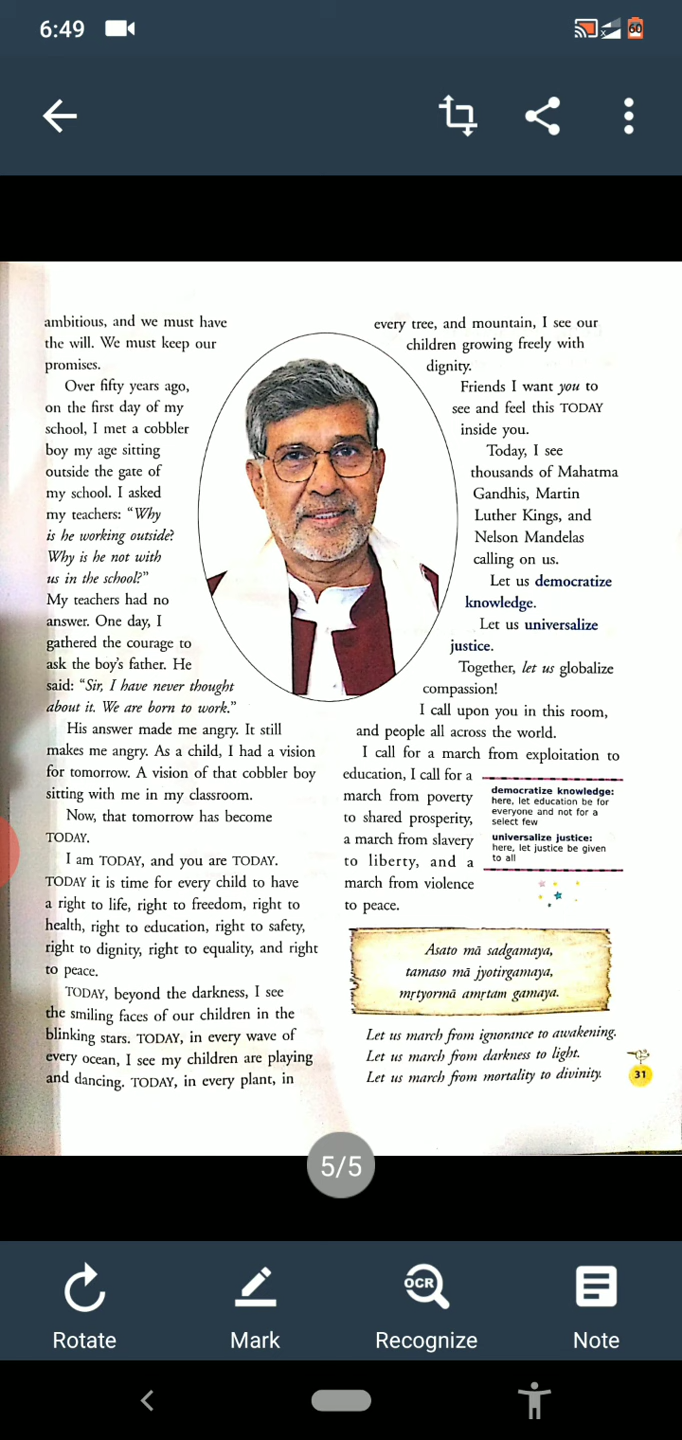 6:49
60
ambitious, and we must have
the will. We must keep our
promises.
Over fifty years ago,
on the first day of my
school, I met a cobbler
boy my age sitting
outside the gate of
my school. I asked
my teachers: "Why
is he working outside?
Why is he not with
us in the school?"
My teachers had no
answer. One day, I
gathered the courage to
ask the boy's father. He
said: "Sir, I have never thought
about it. We are born to work."
His answer made me angry. It still
makes me angry. As a child, I had a vision
for tomorrow. A vision of that cobbler boy
sitting with me in my classroom.
Now, that tomorrow has become
TODAY.
I am TODAY, and you are TODAY.
TODAY it is time for every child to have
a right to life, right to freedom, right to
health, right to education, right to safety,
right to dignity, right to equality, and right
to peace.
TODAY, beyond the darkness, I see
the smiling faces of our children in the
blinking stars. TODAY, in every wave of
every ocean, I see my children are playing
and dancing. TODAY, in every plant, in
every tree, and mountain, I see our
children growing freely with
dignity.
Friends I want you to
see and feel this TODAY
inside you.
Today, I see
thousands of Mahatma
Gandhis, Martin
Luther Kings, and
Nelson Mandelas
calling on us.
Let us democratize
knowledge.
Let us universalize
justice.
Together, let us globalize
compassion!
I call upon you in this room,
and people all across the world.
I call for a march from exploitation to
education, I call for a
march from poverty
to shared prosperity,
a march from slavery
to liberty, and a
march from violence
to peace.
democratize knowledge:
here, let education be for
everyone and not for a
select few
universalize justice:
here, let justice be given
to all
Asato mā sadgamaya,
tamaso mā jyotirgamaya,
mṛtyormā amṛtam gamaya.
Let us march from ignorance to awakening.
Let us march from darkness to light.
Let us march from mortality to divinity.
31
5/5
OCR
Rotate
Mark
Recognize
Note